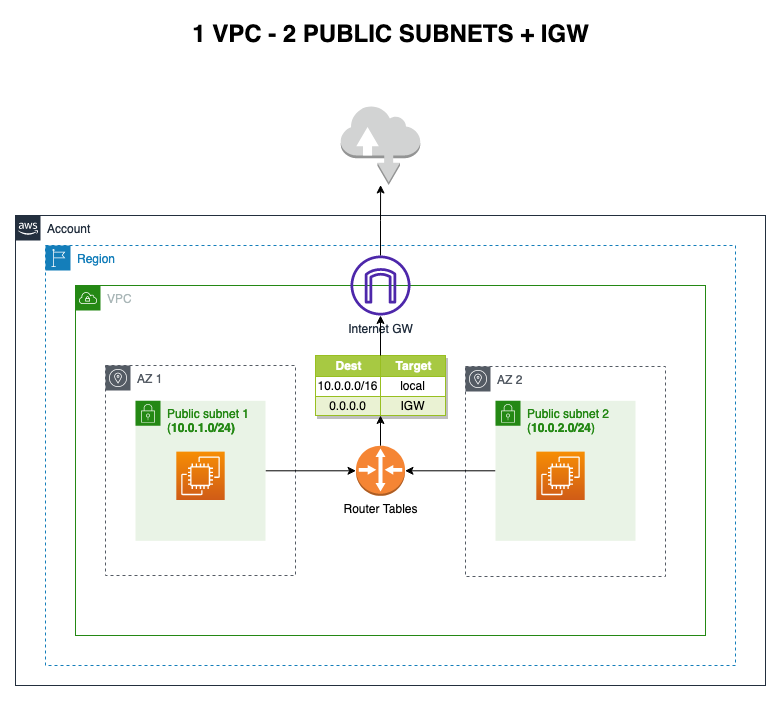 1 VPC - 2 PUBLIC SUBNETS + IGW
aws
Account
Region
VPC
Internet GW
Dest Target
10.0.0.0/16 local
0.0.0.0 IGW
AZ 1
Public subnet 1
(10.0.1.0/24)
AZ 2
Public subnet 2
(10.0.2.0/24)
Router Tables